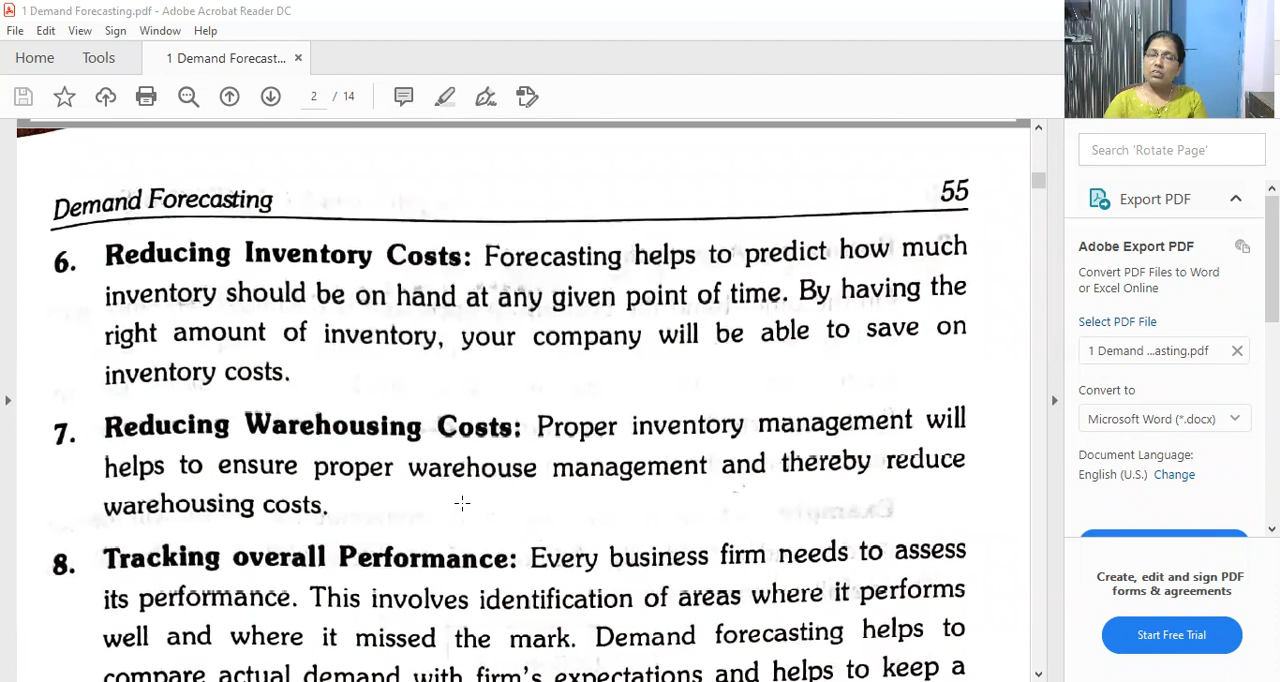 1 Demand Forecasting.pdf - Adobe Acrobat Reader DC
File Edit View Sign Window Help
Home Tools 1 Demand Forecast... ×
2 / 14
Search 'Rotate Page'
Export PDF
Adobe Export PDF
Convert PDF Files to Word
or Excel Online
Select PDF File
1 Demand ...asting.pdf
Convert to
Microsoft Word (*.docx)
Document Language:
English (U.S.) Change
Create, edit and sign PDF
forms & agreements
Start Free Trial
Demand Forecasting 55
6. Reducing Inventory Costs: Forecasting helps to predict how much
inventory should be on hand at any given point of time. By having the
right amount of inventory, your company will be able to save on
inventory costs.
7. Reducing Warehousing Costs: Proper inventory management will
helps to ensure proper warehouse management and thereby reduce
warehousing costs.
8. Tracking overall Performance: Every business firm needs to assess
its performance. This involves identification of areas where it performs
well and where it missed the mark. Demand forecasting helps to
compare actual demand with firm's expectations and helps to keep a